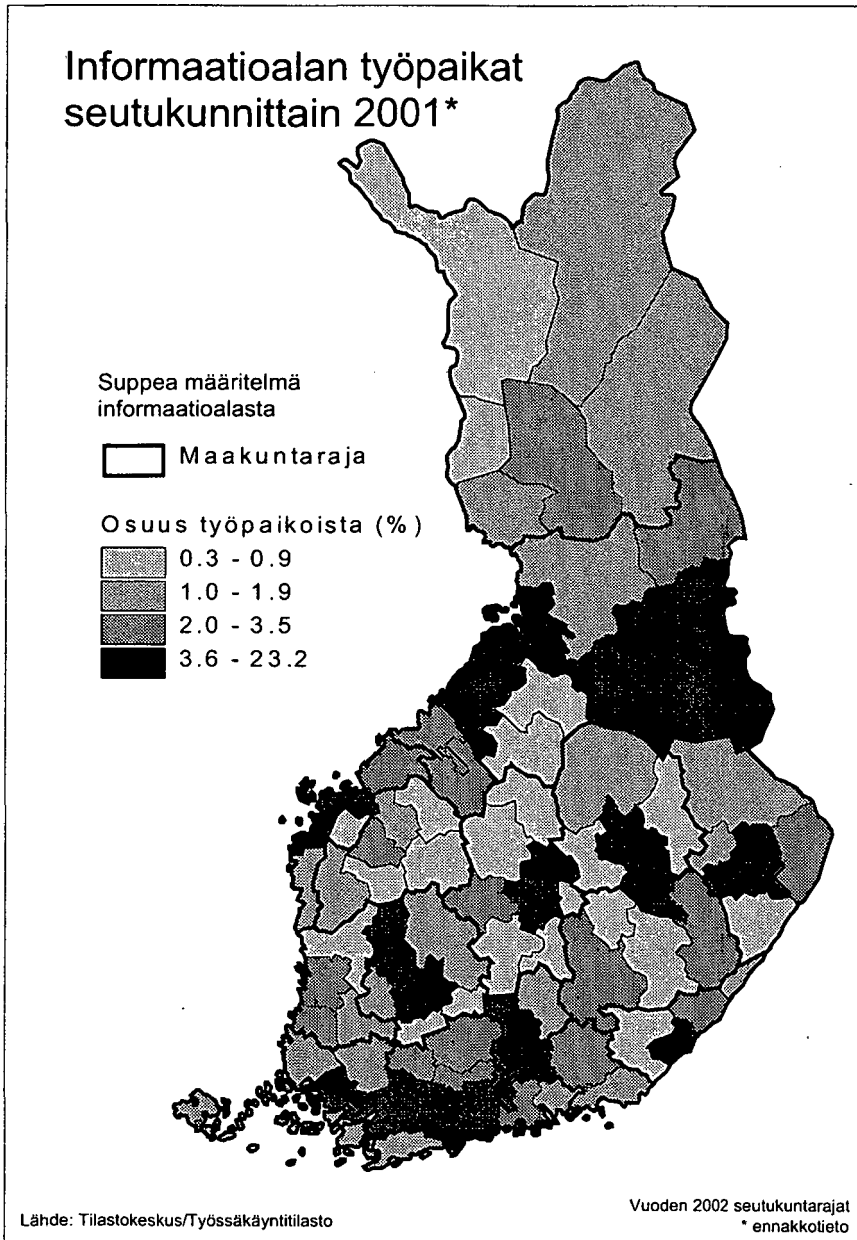 Informaatioalan työpaikat
seutukunnittain 2001*
Suppea määritelmä
informaatioalasta
Maakuntaraja
Osuus työpaikoista (%)
0.3 - 0.9
1.0 - 1.9
2.0 - 3.5
3.6 - 23.2
Lähde: Tilastokeskus/Työssäkäyntitilasto
Vuoden 2002 seutukuntarajat
* ennakkotieto